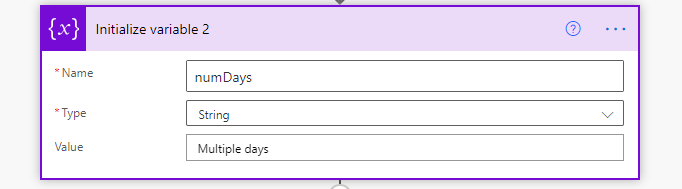 {x} Initialize variable 2
* Name numDays
* Type String
Value Multiple days